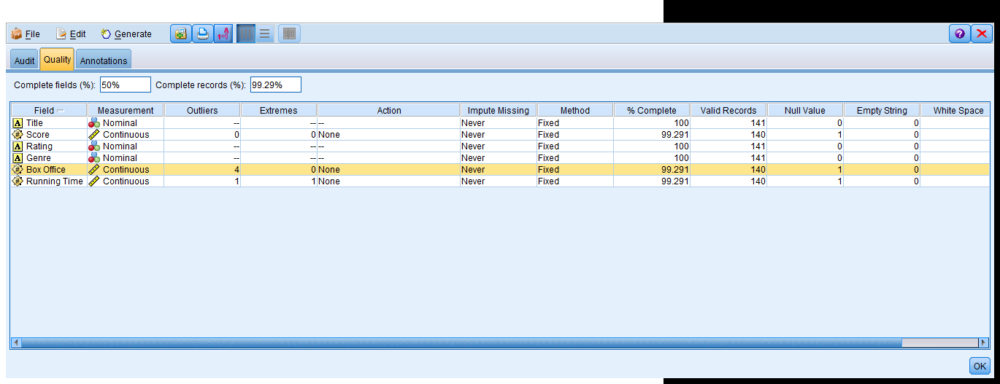 File Edit Generate
Audit Quality Annotations
Complete fields (%): 50% Complete records (%): 99.29%
Field Measurement Outliers Extremes Action Impute Missing Method % Complete Valid Records Null Value Empty String White Space
Title Nominal -- -- -- Never Fixed 100 141 0 0
Score Continuous 0 0 None Never Fixed 99.291 140 1 0
Rating Nominal -- -- -- Never Fixed 100 141 0 0
Genre Nominal -- -- -- Never Fixed 100 141 0 0
Box Office Continuous 4 0 None Never Fixed 99.291 140 1 0
Running Time Continuous 1 1 None Never Fixed 99.291 140 1 0
OK